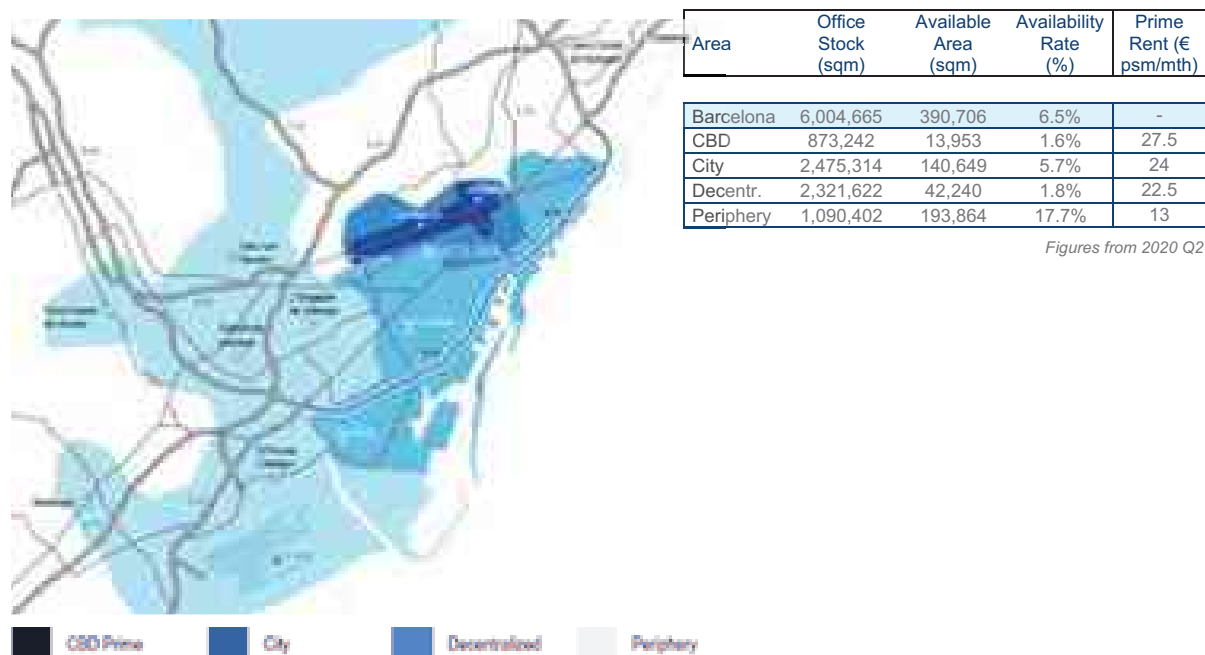 Area Office Stock (sqm) Available Area (sqm) Availability Rate (%) Prime Rent (€ psm/mth)
Barcelona 6,004,665 390,706 6.5% -
CBD 873,242 13,953 1.6% 27.5
City 2,475,314 140,649 5.7% 24
Decentr. 2,321,622 42,240 1.8% 22.5
Periphery 1,090,402 193,864 17.7% 13
Figures from 2020 Q2
CBD Prime City Decentralized Periphery